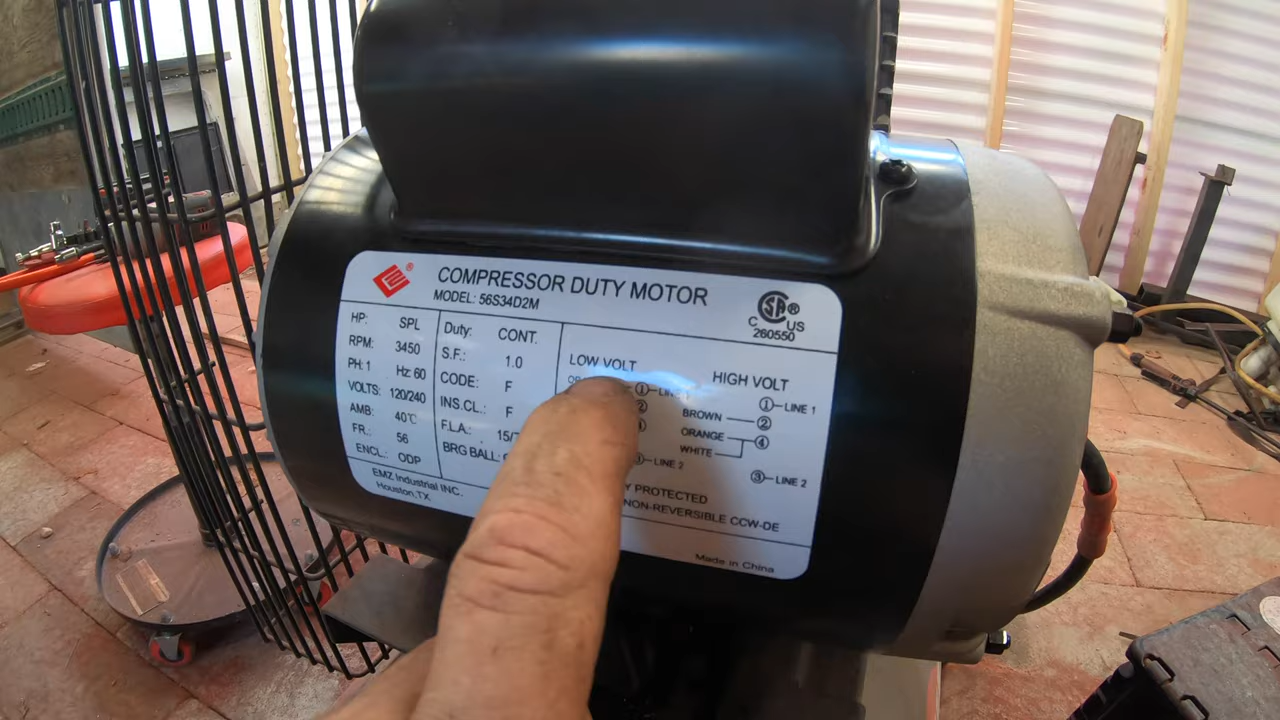 ®
COMPRESSOR DUTY MOTOR
MODEL: 56S34D2M
®
C US
260550
HP: SPL
RPM: 3450
PH: 1 Hz: 60
VOLTS: 120/240
AMB: 40℃
FR.: 56
ENCL.: ODP
Duty: CONT.
S.F.: 1.0
CODE: F
INS.CL.: F
F.L.A.:
BRG BALL:
LOW VOLT
① LINE 1
②
④
LINE 2
HIGH VOLT
① LINE 1
BROWN ②
ORANGE ④
WHITE
③ LINE 2
PROTECTED
NON-REVERSIBLE CCW-DE
EMZ Industrial INC.
Houston,TX
Made in China